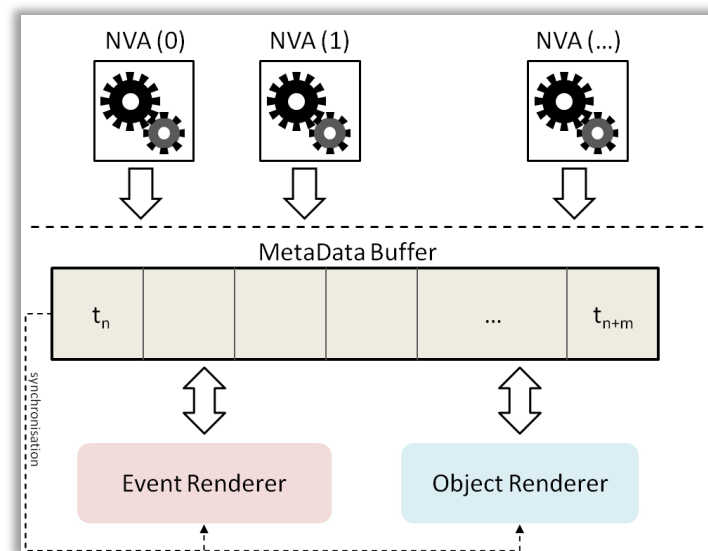 NVA (0)
NVA (1)
NVA (...)
MetaData Buffer
tn
...
tn+m
synchronisation
Event Renderer
Object Renderer